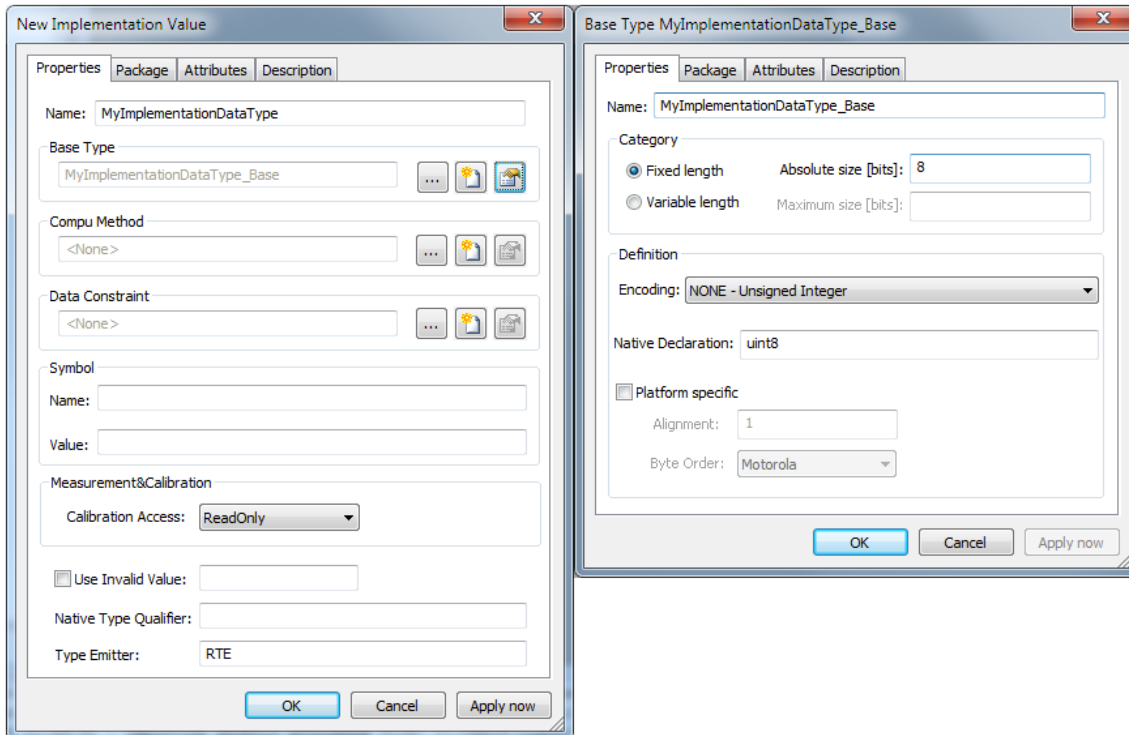 New Implementation Value
x
Properties Package Attributes Description
Name: MyImplementationDataType
Base Type
MyImplementationDataType_Base ...
Compu Method
<None> ...
Data Constraint
<None> ...
Symbol
Name:
Value:
Measurement&Calibration
Calibration Access: ReadOnly
Use Invalid Value:
Native Type Qualifier:
Type Emitter: RTE
OK Cancel Apply now
Base Type MyImplementationDataType_Base
x
Properties Package Attributes Description
Name: MyImplementationDataType_Base
Category
Fixed length Absolute size [bits]: 8
Variable length Maximum size [bits]:
Definition
Encoding: NONE - Unsigned Integer
Native Declaration: uint8
Platform specific
Alignment: 1
Byte Order: Motorola
OK Cancel Apply now